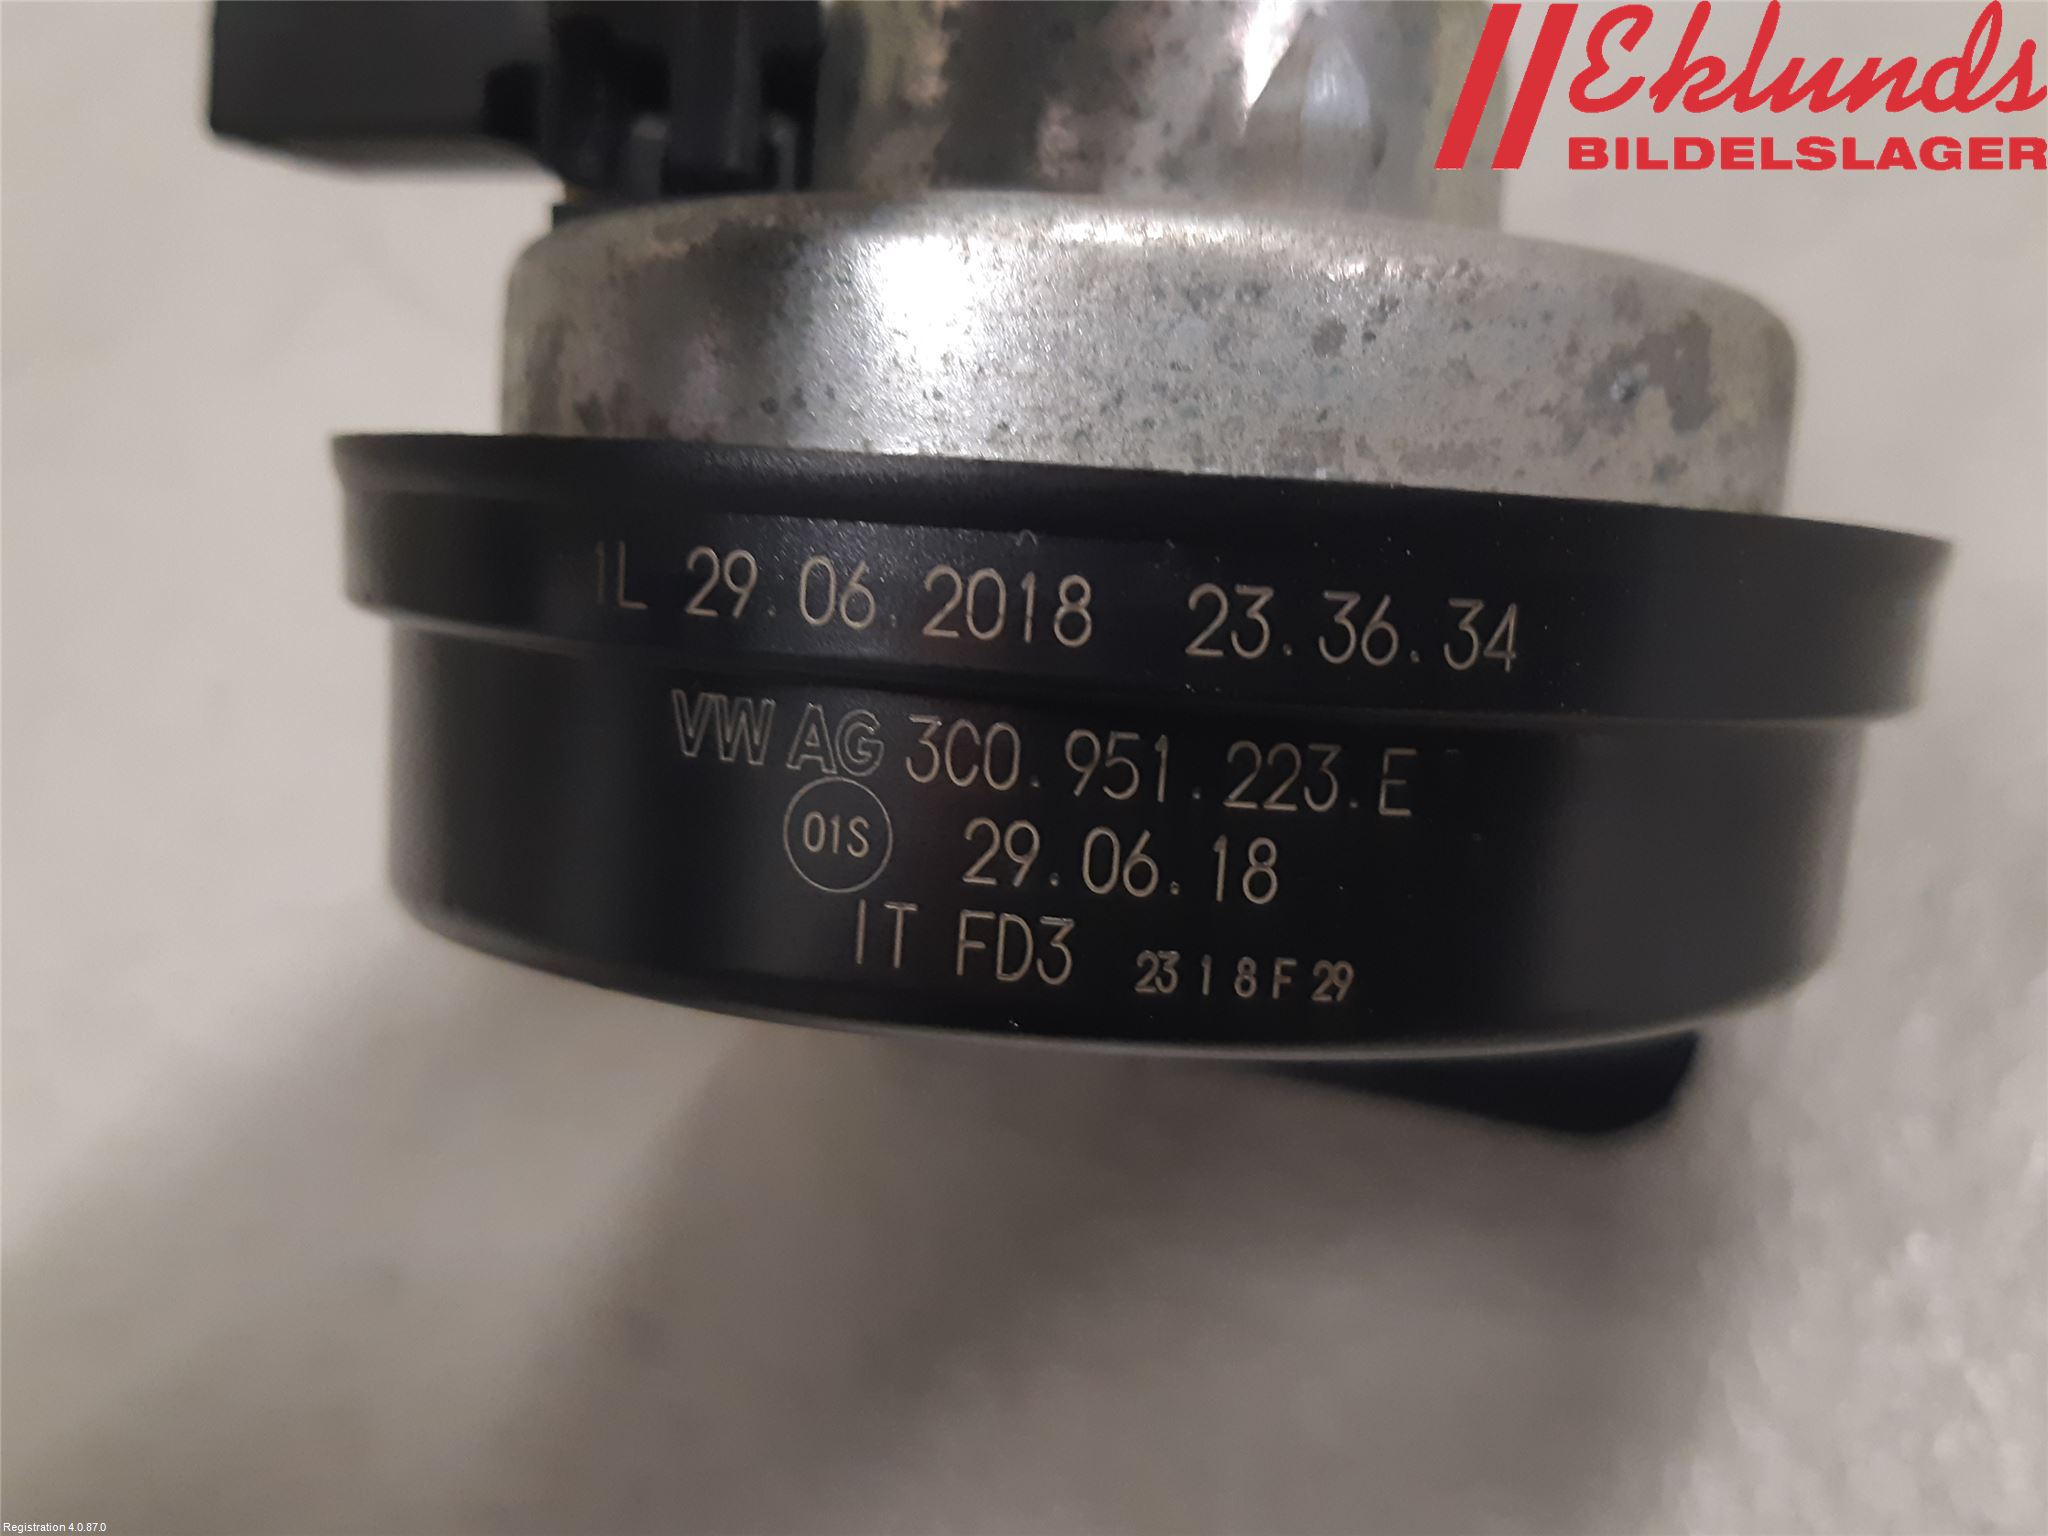 Eklunds
BILDELSLAGER
1L 29.06.2018 23.36.34
VW AG 3C0.951.223.E
01S 29.06.18
IT FD3 23 1 8 F 29
Registration 4.0.87.0